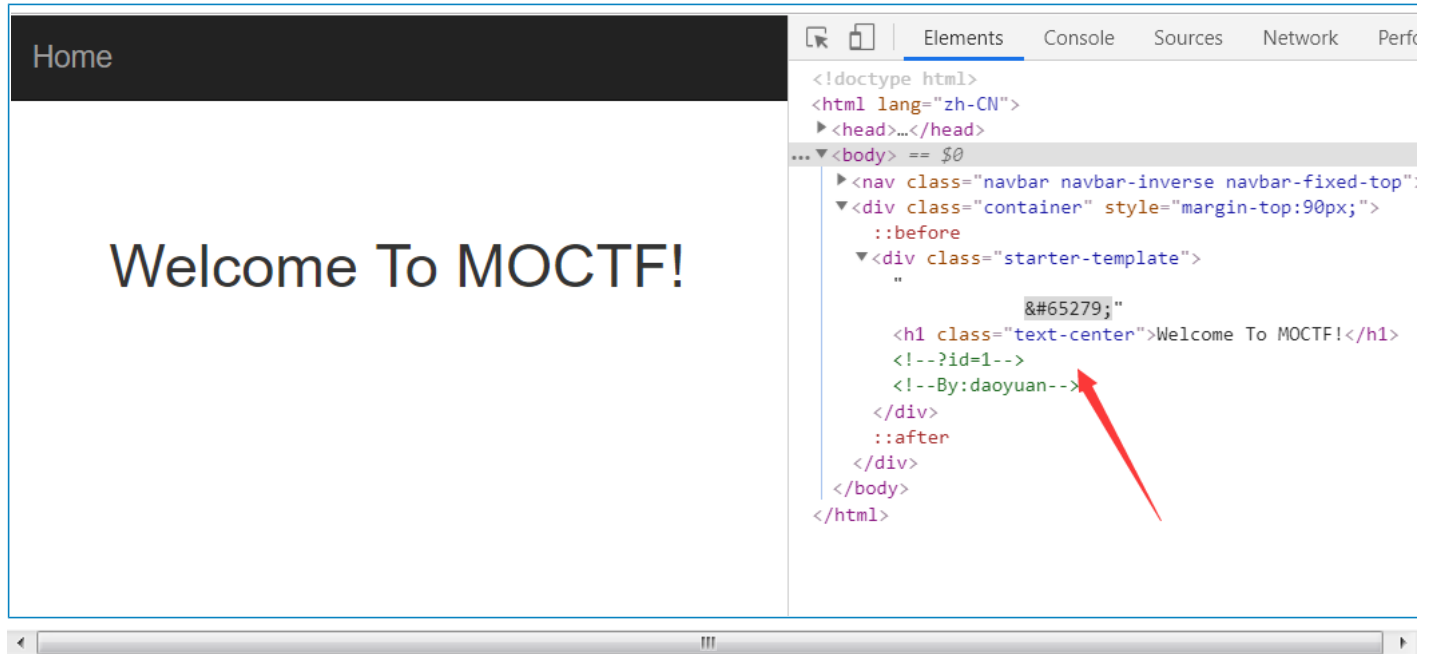 Home
Welcome To MOCTF!
Elements Console Sources Network Perfo
<!doctype html>
<html lang="zh-CN">
<head>…</head>
<body> == $0
<nav class="navbar navbar-inverse navbar-fixed-top"
<div class="container" style="margin-top:90px;">
::before
<div class="starter-template">
"
&#65279;"
<h1 class="text-center">Welcome To MOCTF!</h1>
<!--?id=1-->
<!--By:daoyuan-->
</div>
::after
</div>
</body>
</html>